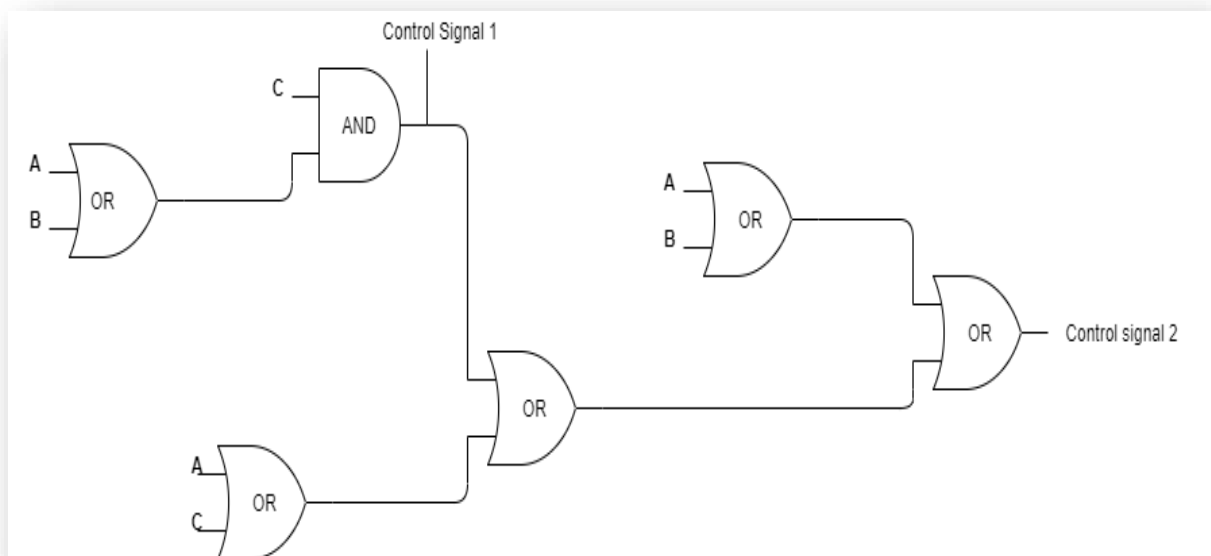 Control Signal 1
C
AND
A
OR
B
A
OR
B
OR
Control signal 2
OR
A
OR
C